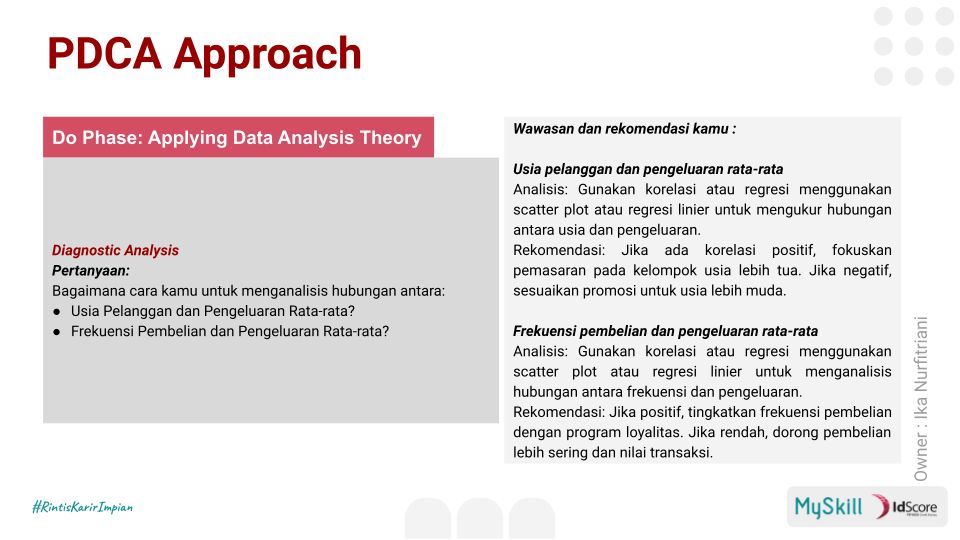 PDCA Approach
Do Phase: Applying Data Analysis Theory
Diagnostic Analysis
Pertanyaan:
Bagaimana cara kamu untuk menganalisis hubungan antara:
● Usia Pelanggan dan Pengeluaran Rata-rata?
● Frekuensi Pembelian dan Pengeluaran Rata-rata?
Wawasan dan rekomendasi kamu :
Usia pelanggan dan pengeluaran rata-rata
Analisis: Gunakan korelasi atau regresi menggunakan
scatter plot atau regresi linier untuk mengukur hubungan
antara usia dan pengeluaran.
Rekomendasi: Jika ada korelasi positif, fokuskan
pemasaran pada kelompok usia lebih tua. Jika negatif,
sesuaikan promosi untuk usia lebih muda.
Frekuensi pembelian dan pengeluaran rata-rata
Analisis: Gunakan korelasi atau regresi menggunakan
scatter plot atau regresi linier untuk menganalisis
hubungan antara frekuensi dan pengeluaran.
Rekomendasi: Jika positif, tingkatkan frekuensi pembelian
dengan program loyalitas. Jika rendah, dorong pembelian
lebih sering dan nilai transaksi.
Owner : Ika Nurfitriani
#RintisKarirImpian
MySkill
IdScore